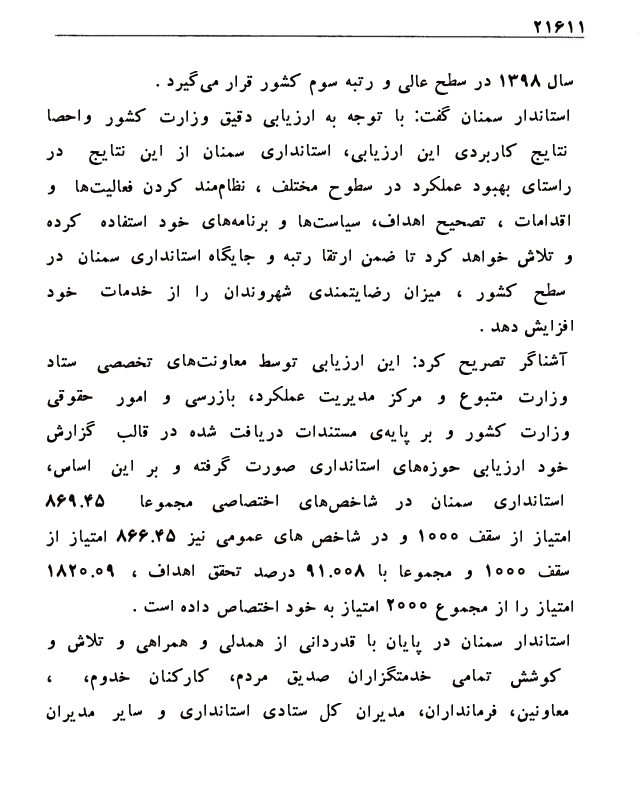 ۲۱۶۱۱
سال ۱۳۹۸ در سطح عالی و رتبه سوم کشور قرار می‌گیرد .
استاندار سمنان گفت: با توجه به ارزیابی دقیق وزارت کشور واحصا
نتایج کاربردی این ارزیابی، استانداری سمنان از این نتایج در
راستای بهبود عملکرد در سطوح مختلف ، نظام‌مند کردن فعالیت‌ها و
اقدامات ، تصحیح اهداف، سیاست‌ها و برنامه‌های خود استفاده کرده
و تلاش خواهد کرد تا ضمن ارتقا رتبه و جایگاه استانداری سمنان در
سطح کشور ، میزان رضایتمندی شهروندان را از خدمات خود
افزایش دهد .
آشناگر تصریح کرد: این ارزیابی توسط معاونت‌های تخصصی ستاد
وزارت متبوع و مرکز مدیریت عملکرد، بازرسی و امور حقوقی
وزارت کشور و بر پایه‌ی مستندات دریافت شده در قالب گزارش
خود ارزیابی حوزه‌های استانداری صورت گرفته و بر این اساس،
استانداری سمنان در شاخص‌های اختصاصی مجموعا ۸۶۹.۴۵
امتیاز از سقف ۱۰۰۰ و در شاخص های عمومی نیز ۸۶۶.۴۵ امتیاز از
سقف ۱۰۰۰ و مجموعا با ۹۱.۰۰۸ درصد تحقق اهداف ، ۱۸۲۰.۰۹
امتیاز را از مجموع ۲۰۰۰ امتیاز به خود اختصاص داده است .
استاندار سمنان در پایان با قدردانی از همدلی و همراهی و تلاش و
کوشش تمامی خدمتگزاران صدیق مردم، کارکنان خدوم، ،
معاونین، فرمانداران، مدیران کل ستادی استانداری و سایر مدیران